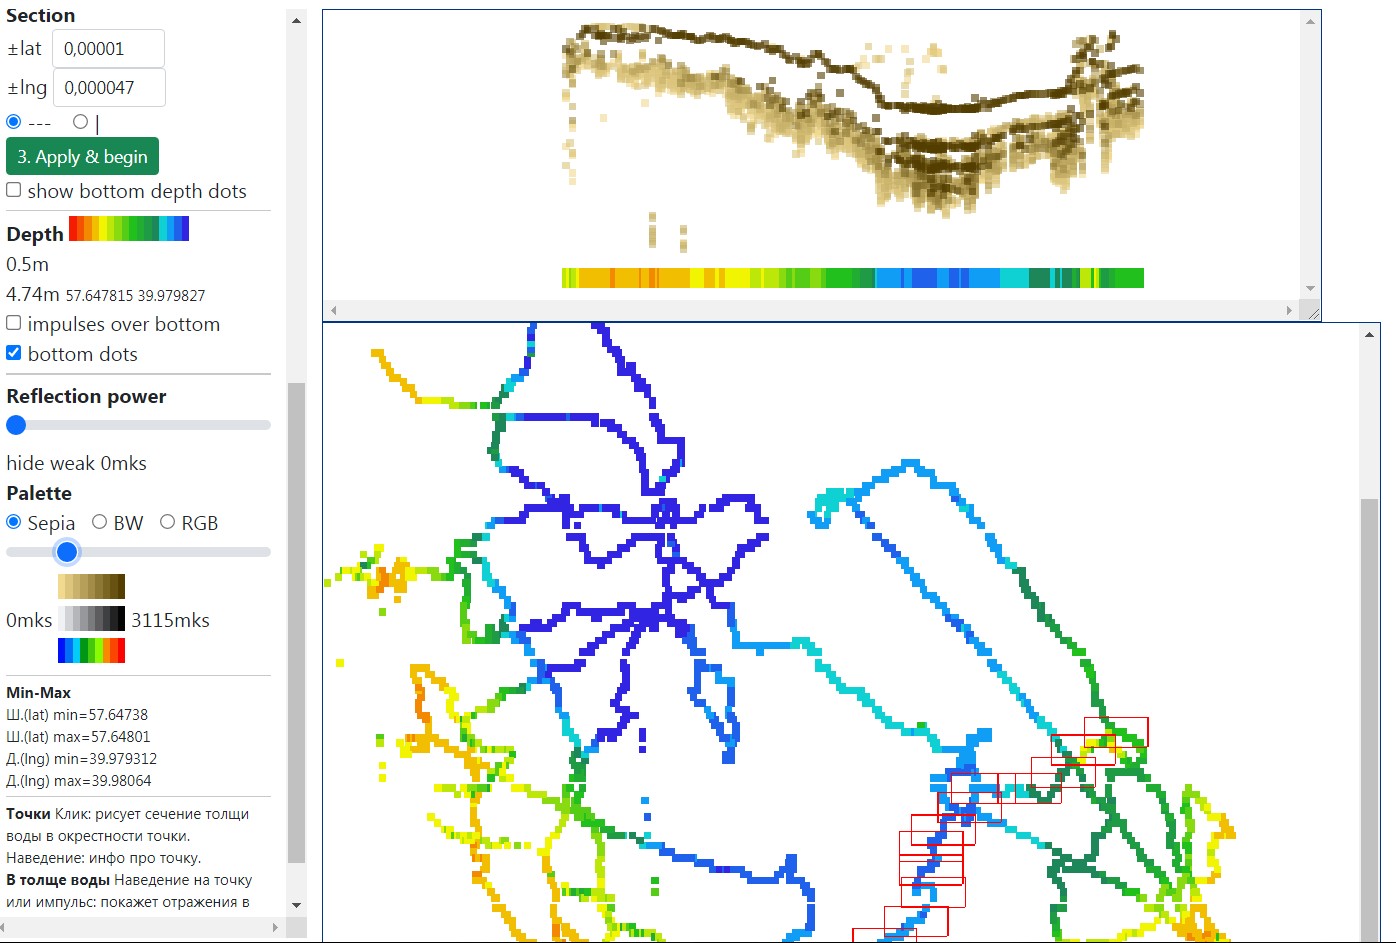 Section
±lat 0,00001
±lng 0,000047
--- |
3. Apply & begin
show bottom depth dots
Depth
0.5m
4.74m 57.647815 39.979827
impulses over bottom
bottom dots
Reflection power
hide weak 0mks
Palette
Sepia BW RGB
0mks 3115mks
Min-Max
Ш.(lat) min=57.64738
Ш.(lat) max=57.64801
Д.(lng) min=39.979312
Д.(lng) max=39.98064
Точки Клик: рисует сечение толщи
воды в окрестности точки.
Наведение: инфо про точку.
В толще воды Наведение на точку
или импульс: покажет отражения в